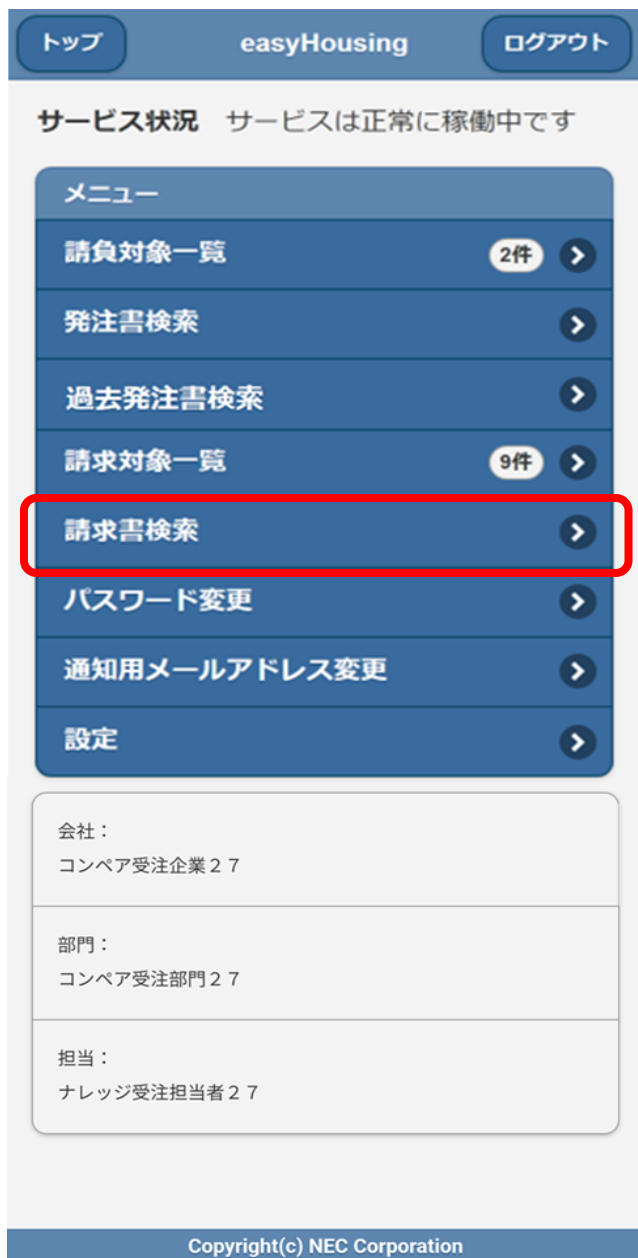 トップ
easyHousing
ログアウト
サービス状況 サービスは正常に稼働中です
メニュー
請負対象一覧 2件
発注書検索
過去発注書検索
請求対象一覧 9件
請求書検索
パスワード変更
通知用メールアドレス変更
設定
会社：
コンペア受注企業２７
部門：
コンペア受注部門２７
担当：
ナレッジ受注担当者２７
Copyright(c) NEC Corporation